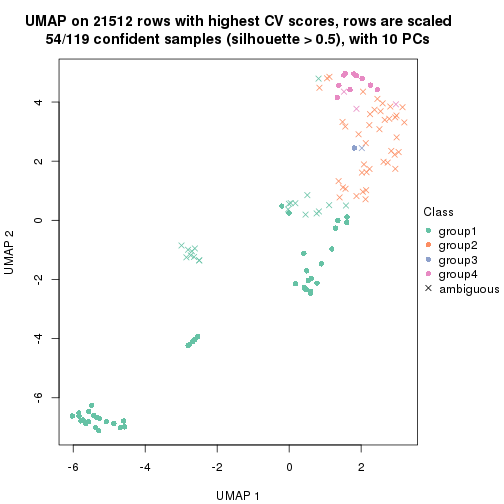 UMAP on 21512 rows with highest CV scores, rows are scaled
54/119 confident samples (silhouette > 0.5), with 10 PCs
4
2
0
-2
-4
-6
UMAP 2
-6
-4
-2
0
2
UMAP 1
Class
group1
group2
group3
group4
ambiguous